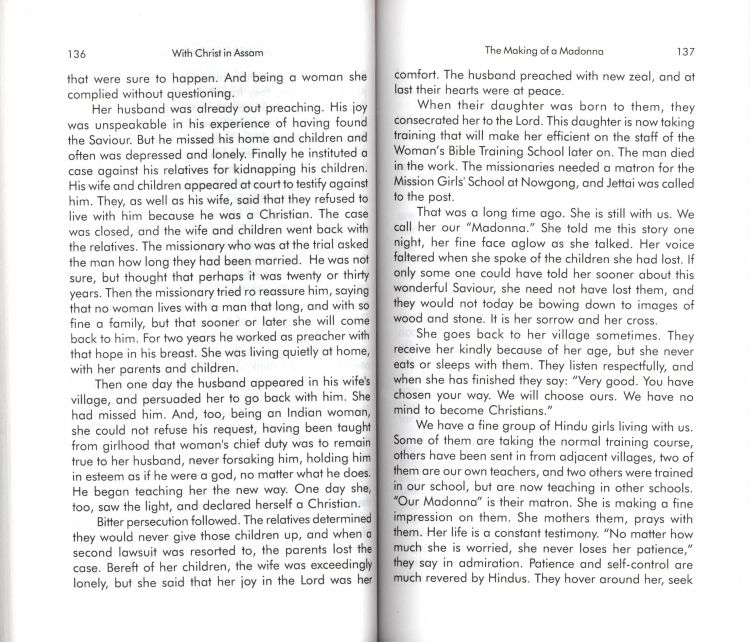 136
With Christ in Assam
that were sure to happen. And being a woman she
complied without questioning.
Her husband was already out preaching. His joy
was unspeakable in his experience of having found
the Saviour. But he missed his home and children and
often was depressed and lonely. Finally he instituted a
case against his relatives for kidnapping his children.
His wife and children appeared at court to testify against
him. They, as well as his wife, said that they refused to
live with him because he was a Christian. The case
was closed, and the wife and children went back with
the relatives. The missionary who was at the trial asked
the man how long they had been married. He was not
sure, but thought that perhaps it was twenty or thirty
years. Then the missionary tried ro reassure him, saying
that no woman lives with a man that long, and with so
fine a family, but that sooner or later she will come
back to him. For two years he worked as preacher with
that hope in his breast. She was living quietly at home,
with her parents and children.
Then one day the husband appeared in his wife's
village, and persuaded her to go back with him. She
had missed him. And, too, being an Indian woman,
she could not refuse his request, having been taught
from girlhood that woman's chief duty was to remain
true to her husband, never forsaking him, holding him
in esteem as if he were a god, no matter what he does.
He began teaching her the new way. One day she,
too, saw the light, and declared herself a Christian.
Bitter persecution followed. The relatives determined
they would never give those children up, and when a
second lawsuit was resorted to, the parents lost the
case. Bereft of her children, the wife was exceedingly
lonely, but she said that her joy in the Lord was her
The Making of a Madonna
137
comfort. The husband preached with new zeal, and at
last their hearts were at peace.
When their daughter was born to them, they
consecrated her to the Lord. This daughter is now taking
training that will make her efficient on the staff of the
Woman's Bible Training School later on. The man died
in the work. The missionaries needed a matron for the
Mission Girls' School at Nowgong, and Jettai was called
to the post.
That was a long time ago. She is still with us. We
call her our "Madonna." She told me this story one
night, her fine face aglow as she talked. Her voice
faltered when she spoke of the children she had lost. If
only some one could have told her sooner about this
wonderful Saviour, she need not have lost them, and
they would not today be bowing down to images of
wood and stone. It is her sorrow and her cross.
She goes back to her village sometimes. They
receive her kindly because of her age, but she never
eats or sleeps with them. They listen respectfully, and
when she has finished they say: "Very good. You have
chosen your way. We will choose ours. We have no
mind to become Christians."
We have a fine group of Hindu girls living with us.
Some of them are taking the normal training course,
others have been sent in from adjacent villages, two of
them are our own teachers, and two others were trained
in our school, but are now teaching in other schools.
"Our Madonna" is their matron. She is making a fine
impression on them. She mothers them, prays with
them. Her life is a constant testimony. "No matter how
much she is worried, she never loses her patience,"
they say in admiration. Patience and self-control are
much revered by Hindus. They hover around her, seek